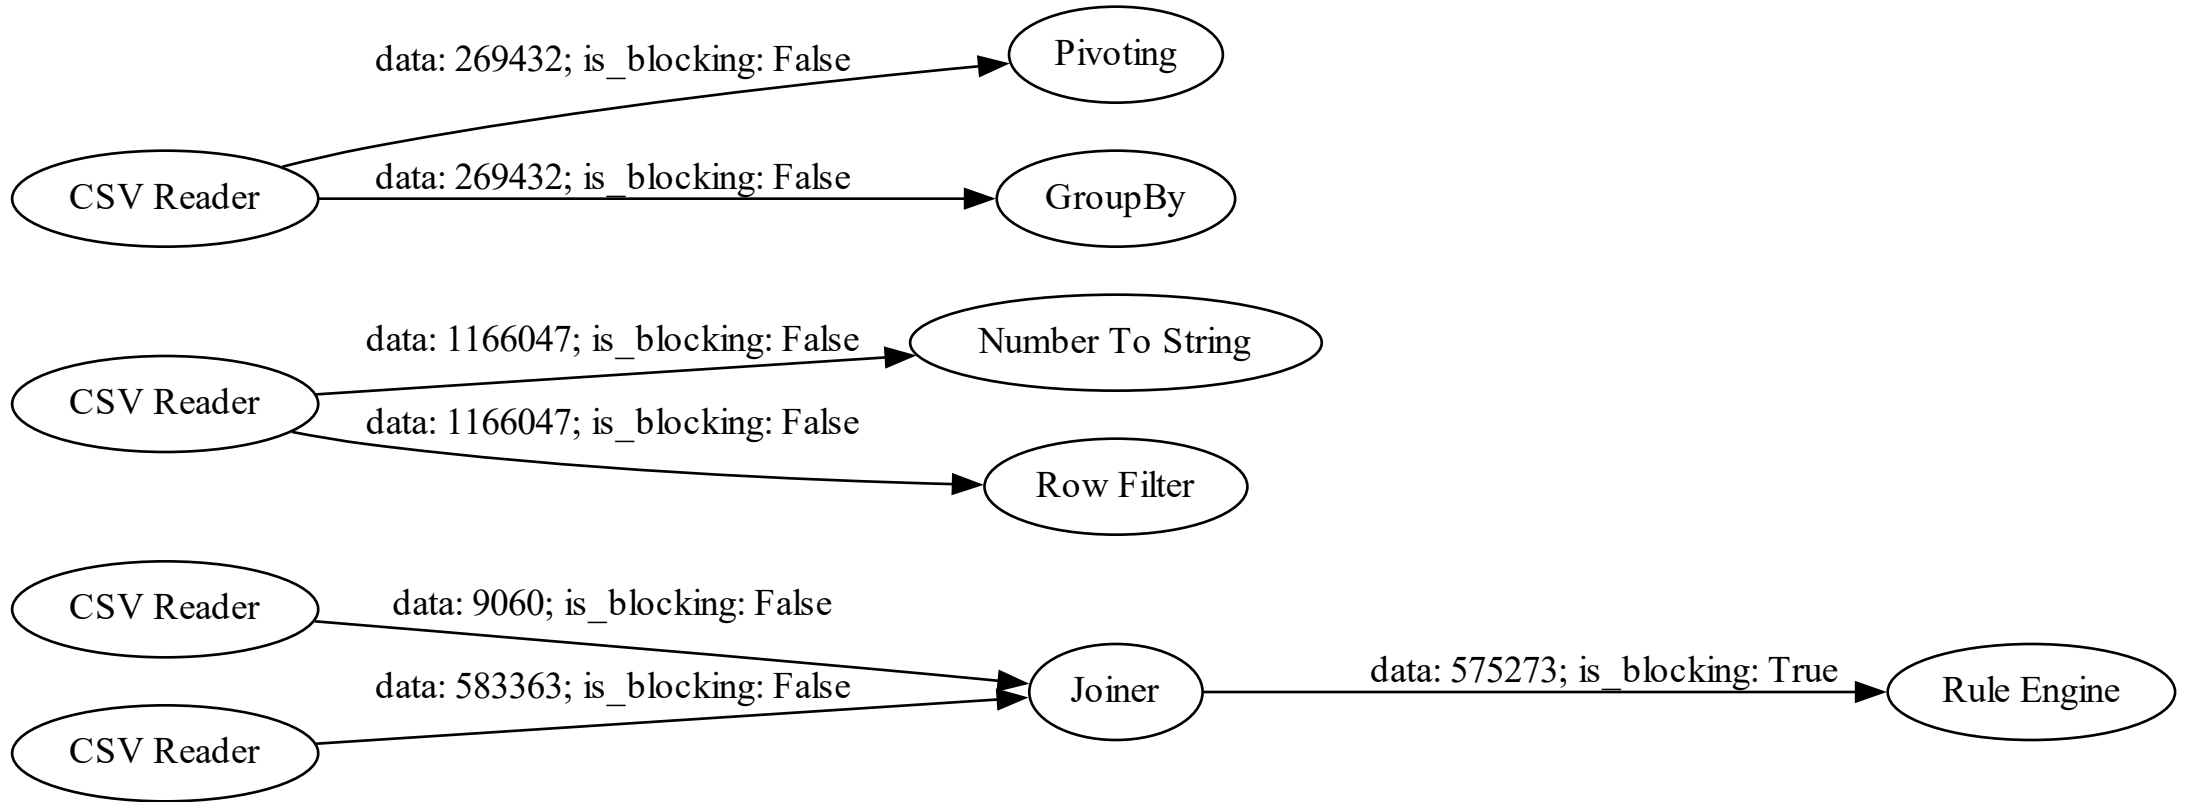 data: 269432; is_blocking: False
Pivoting
CSV Reader
data: 269432; is_blocking: False
GroupBy
CSV Reader
data: 1166047; is_blocking: False
Number To String
data: 1166047; is_blocking: False
Row Filter
CSV Reader
data: 9060; is_blocking: False
CSV Reader
data: 583363; is_blocking: False
Joiner
data: 575273; is_blocking: True
Rule Engine